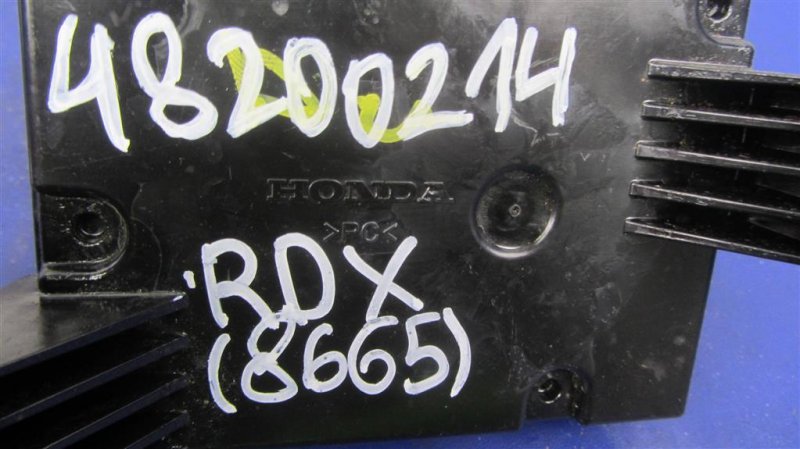 48200214
HONDA
>PC<
RDX
(8665)